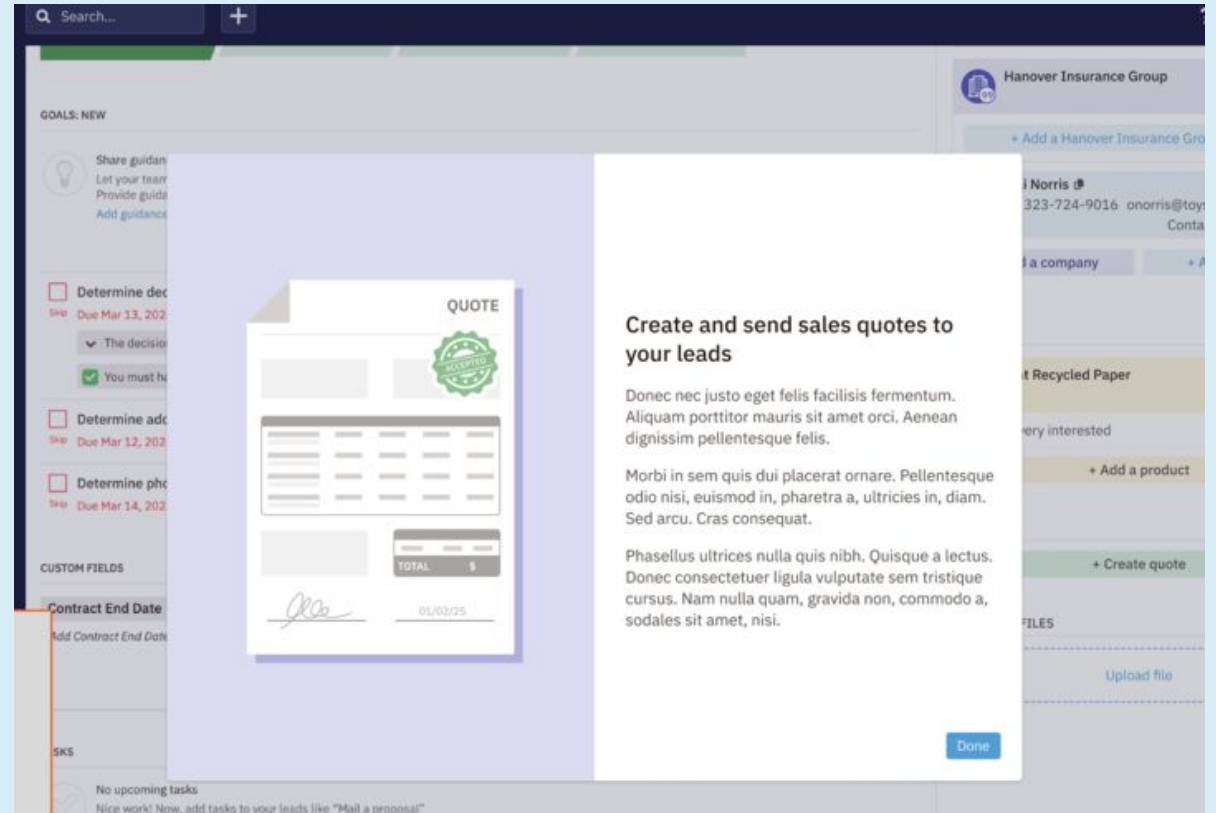 Search...
+
?
GOALS: NEW
Share guidan
Let your team
Provide guida
Add guidance
Determine dec
Skip Due Mar 13, 202
The decisio
You must ha
Determine add
Skip Due Mar 12, 202
Determine pho
Skip Due Mar 14, 202
CUSTOM FIELDS
Contract End Date
Add Contract End Date
SKS
No upcoming tasks
Nice work! Now, add tasks to your leads like "Mail a proposal"
QUOTE
ACCEPTED
TOTAL $
01/02/25
Create and send sales quotes to
your leads
Donec nec justo eget felis facilisis fermentum.
Aliquam porttitor mauris sit amet orci. Aenean
dignissim pellentesque felis.
Morbi in sem quis dui placerat ornare. Pellentesque
odio nisi, euismod in, pharetra a, ultricies in, diam.
Sed arcu. Cras consequat.
Phasellus ultrices nulla quis nibh. Quisque a lectus.
Donec consectetuer ligula vulputate sem tristique
cursus. Nam nulla quam, gravida non, commodo a,
sodales sit amet, nisi.
Done
Hanover Insurance Group
+ Add a Hanover Insurance Gro
i Norris
323-724-9016 onorris@toys
Conta
d a company + A
t Recycled Paper
very interested
+ Add a product
+ Create quote
FILES
Upload file